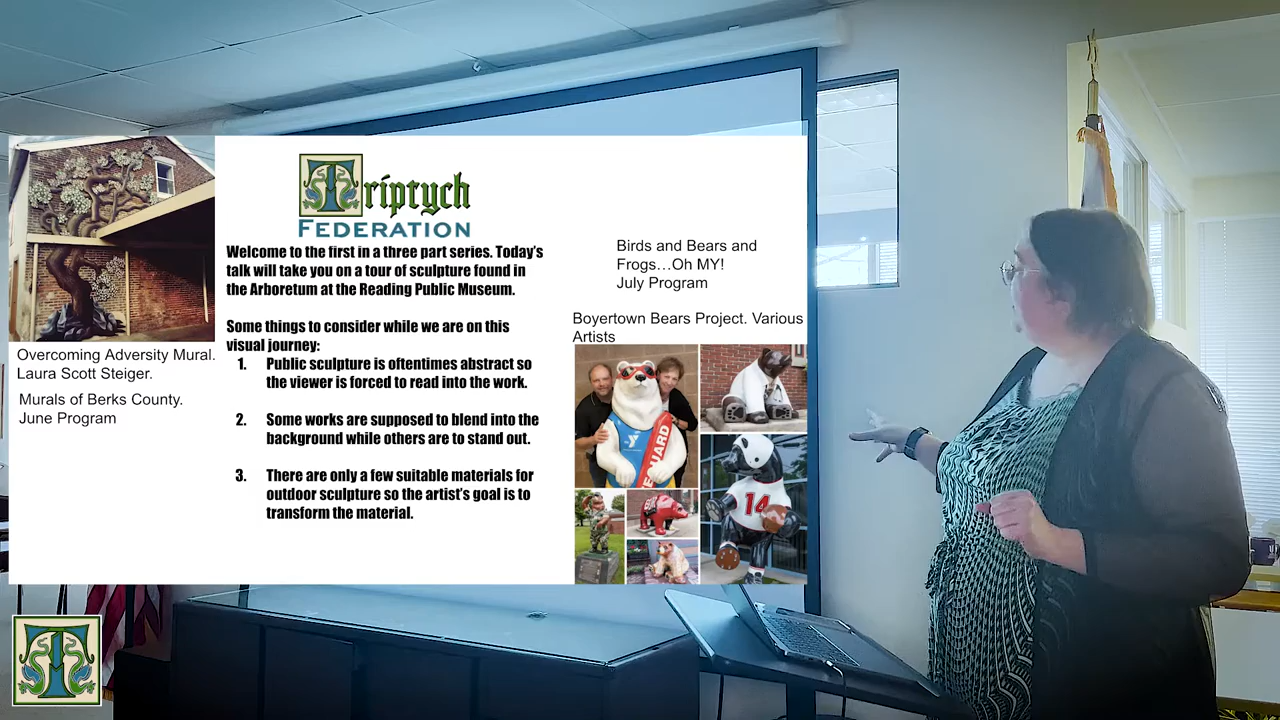 Triptych
FEDERATION
Welcome to the first in a three part series. Today's
talk will take you on a tour of sculpture found in
the Arboretum at the Reading Public Museum.
Some things to consider while we are on this
visual journey:
1. Public sculpture is oftentimes abstract so
the viewer is forced to read into the work.
2. Some works are supposed to blend into the
background while others are to stand out.
3. There are only a few suitable materials for
outdoor sculpture so the artist's goal is to
transform the material.
Overcoming Adversity Mural.
Laura Scott Steiger.
Murals of Berks County.
June Program
Birds and Bears and
Frogs…Oh MY!
July Program
Boyertown Bears Project. Various
Artists
GUARD
14
T